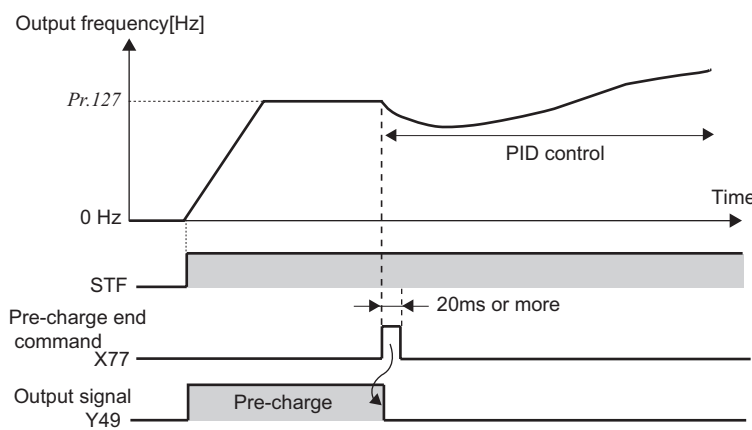 Output frequency[Hz]
Pr.127
PID control
Time
0 Hz
STF
20ms or more
Pre-charge end
command
X77
Output signal
Pre-charge
Y49